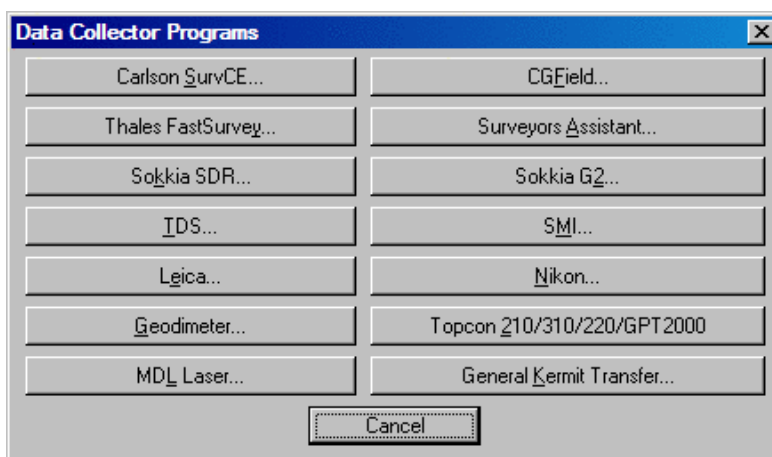 Data Collector Programs
Carlson SurvCE...
CGField...
Thales FastSurvey...
Surveyors Assistant...
Sokkia SDR...
Sokkia G2...
TDS...
SMI...
Leica...
Nikon...
Geodimeter...
Topcon 210/310/220/GPT2000
MDL Laser...
General Kermit Transfer...
Cancel